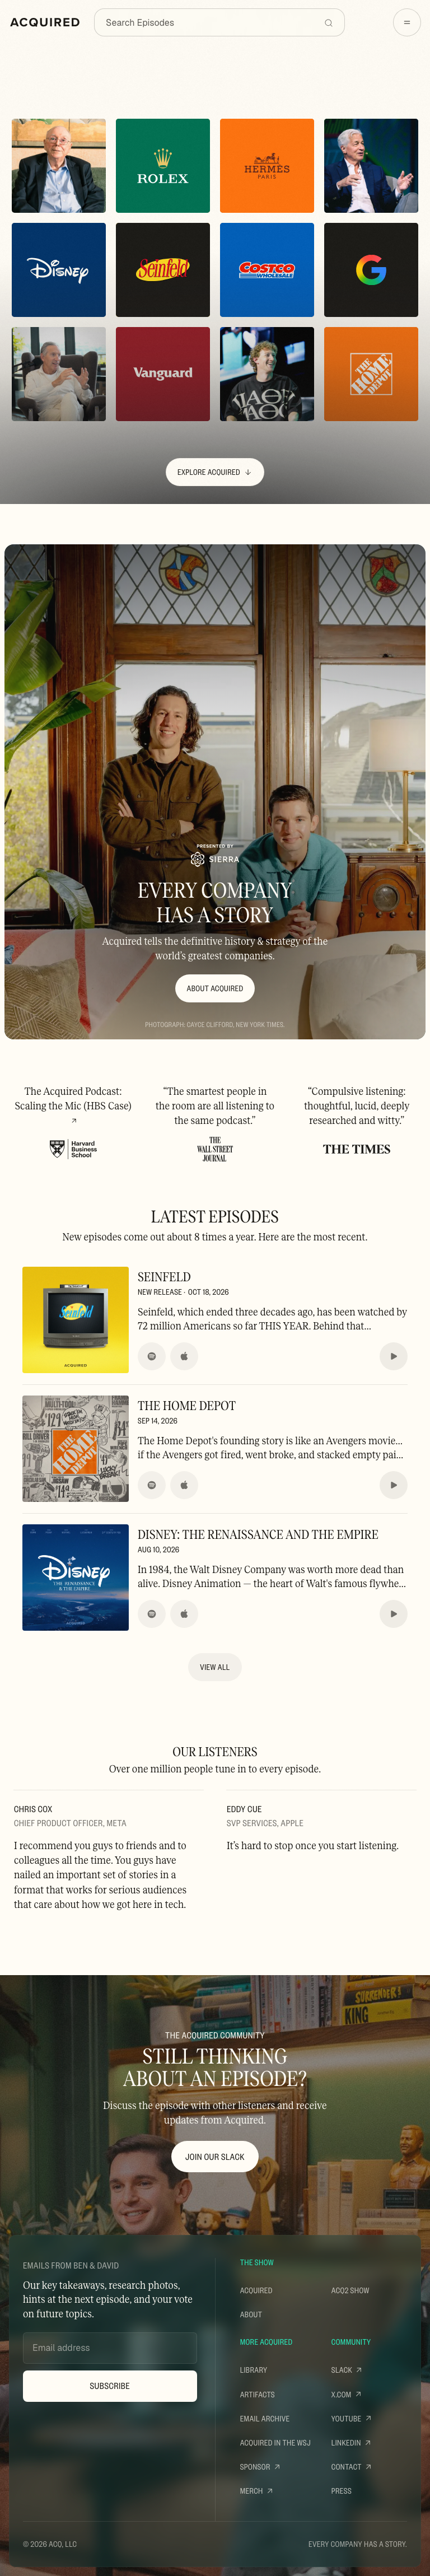 ACQUIRED
Search Episodes
ROLEX
HERMÈS
PARIS
Disney
Seinfeld
COSTCO
WHOLESALE
G
Vanguard
THE
HOME
DEPOT
EXPLORE ACQUIRED
PRESENTED BY
SIERRA
EVERY COMPANY
HAS A STORY
Acquired tells the definitive history & strategy of the
world's greatest companies.
ABOUT ACQUIRED
PHOTOGRAPH: CAYCE CLIFFORD, NEW YORK TIMES.
The Acquired Podcast:
Scaling the Mic (HBS Case)
Harvard
Business
School
“The smartest people in
the room are all listening to
the same podcast.”
THE
WALL STREET
JOURNAL
“Compulsive listening:
thoughtful, lucid, deeply
researched and witty.”
THE TIMES
LATEST EPISODES
New episodes come out about 8 times a year. Here are the most recent.
Seinfeld
ACQUIRED
SEINFELD
NEW RELEASE · OCT 18, 2026
Seinfeld, which ended three decades ago, has been watched by
72 million Americans so far THIS YEAR. Behind that...
THE
HOME
DEPOT
THE HOME DEPOT
SEP 14, 2026
The Home Depot's founding story is like an Avengers movie...
if the Avengers got fired, went broke, and stacked empty pai...
Disney
THE RENAISSANCE
& THE EMPIRE
DISNEY: THE RENAISSANCE AND THE EMPIRE
AUG 10, 2026
In 1984, the Walt Disney Company was worth more dead than
alive. Disney Animation — the heart of Walt's famous flywhe...
VIEW ALL
OUR LISTENERS
Over one million people tune in to every episode.
CHRIS COX
CHIEF PRODUCT OFFICER, META
I recommend you guys to friends and to
colleagues all the time. You guys have
nailed an important set of stories in a
format that works for serious audiences
that care about how we got here in tech.
EDDY CUE
SVP SERVICES, APPLE
It's hard to stop once you start listening.
THE ACQUIRED COMMUNITY
STILL THINKING
ABOUT AN EPISODE?
Discuss the episode with other listeners and receive
updates from Acquired.
JOIN OUR SLACK
EMAILS FROM BEN & DAVID
Our key takeaways, research photos,
hints at the next episode, and your vote
on future topics.
Email address
SUBSCRIBE
THE SHOW
ACQUIRED
ACQ2 SHOW
ABOUT
MORE ACQUIRED
LIBRARY
ARTIFACTS
EMAIL ARCHIVE
ACQUIRED IN THE WSJ
SPONSOR
MERCH
COMMUNITY
SLACK
X.COM
YOUTUBE
LINKEDIN
CONTACT
PRESS
© 2026 ACQ, LLC
EVERY COMPANY HAS A STORY.